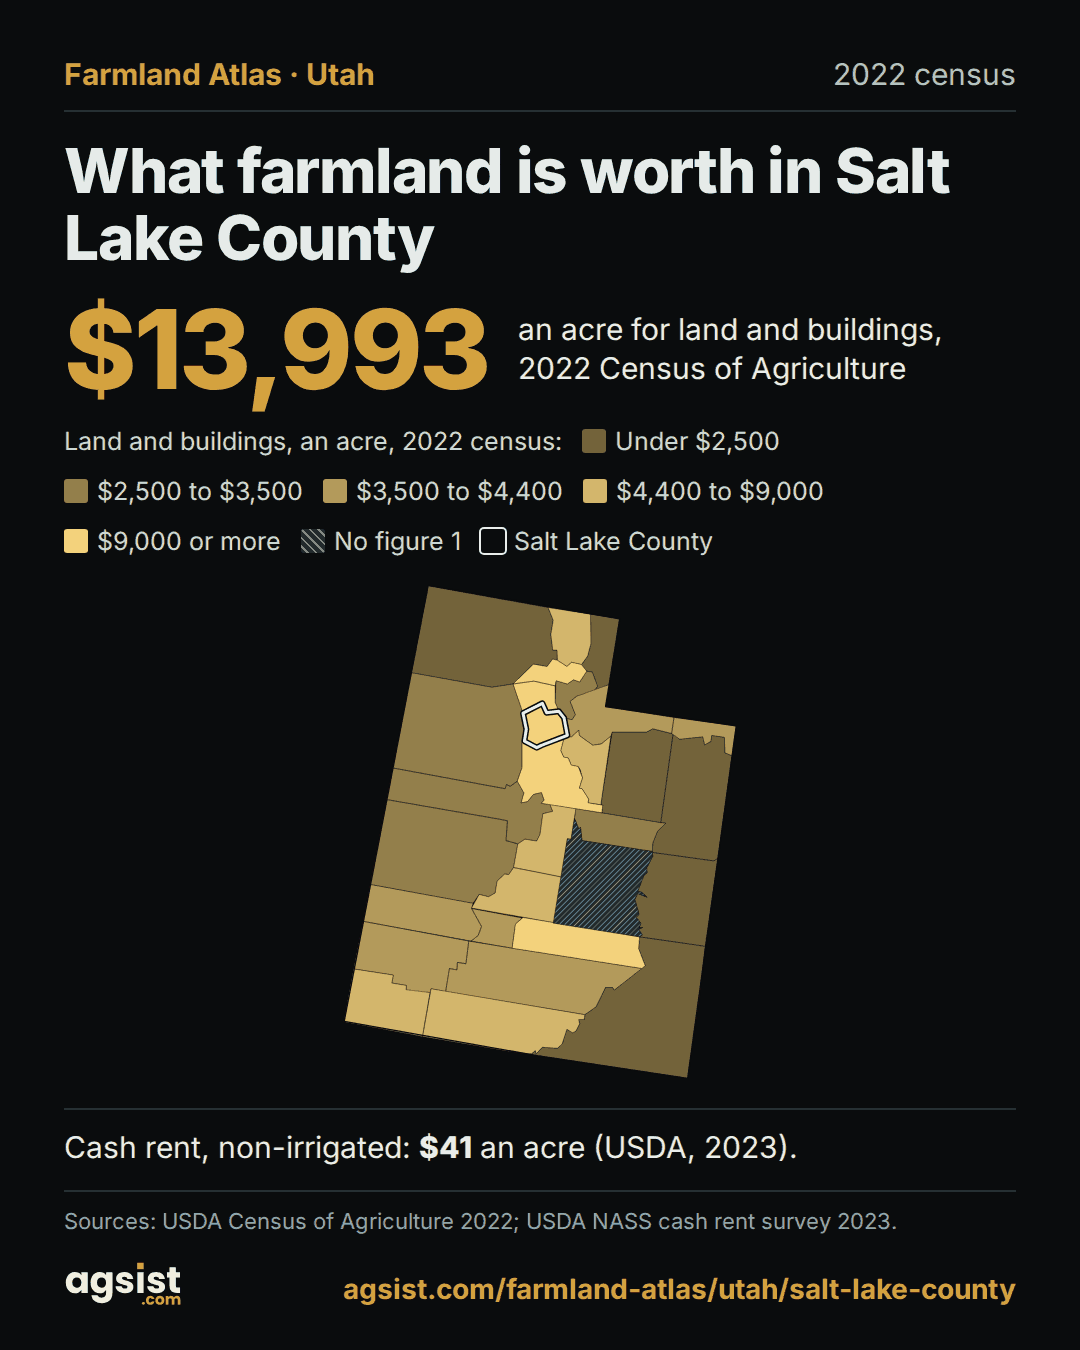 Farmland Atlas · Utah
2022 census
What farmland is worth in Salt
Lake County
$13,993
an acre for land and buildings,
2022 Census of Agriculture
Land and buildings, an acre, 2022 census: Under $2,500
$2,500 to $3,500 $3,500 to $4,400 $4,400 to $9,000
$9,000 or more No figure 1 Salt Lake County
Cash rent, non-irrigated: $41 an acre (USDA, 2023).
Sources: USDA Census of Agriculture 2022; USDA NASS cash rent survey 2023.
agsist
.com
agsist.com/farmland-atlas/utah/salt-lake-county